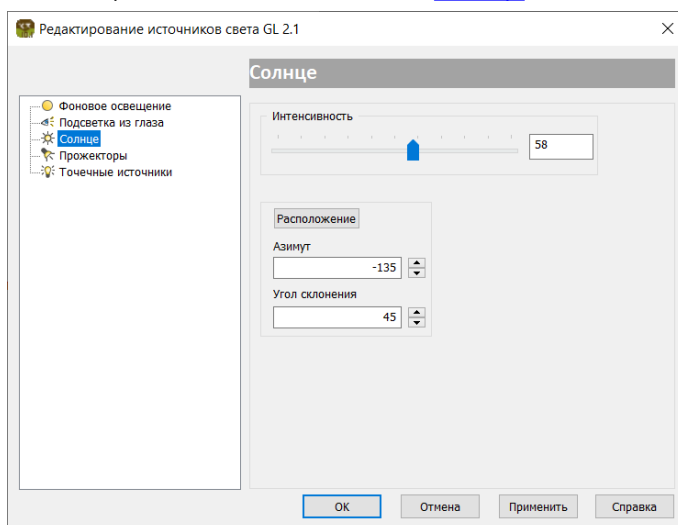 Редактирование источников света GL 2.1
Солнце
Фоновое освещение
Подсветка из глаза
Солнце
Прожекторы
Точечные источники
Интенсивность
58
Расположение
Азимут
-135
Угол склонения
45
ОК
Отмена
Применить
Справка